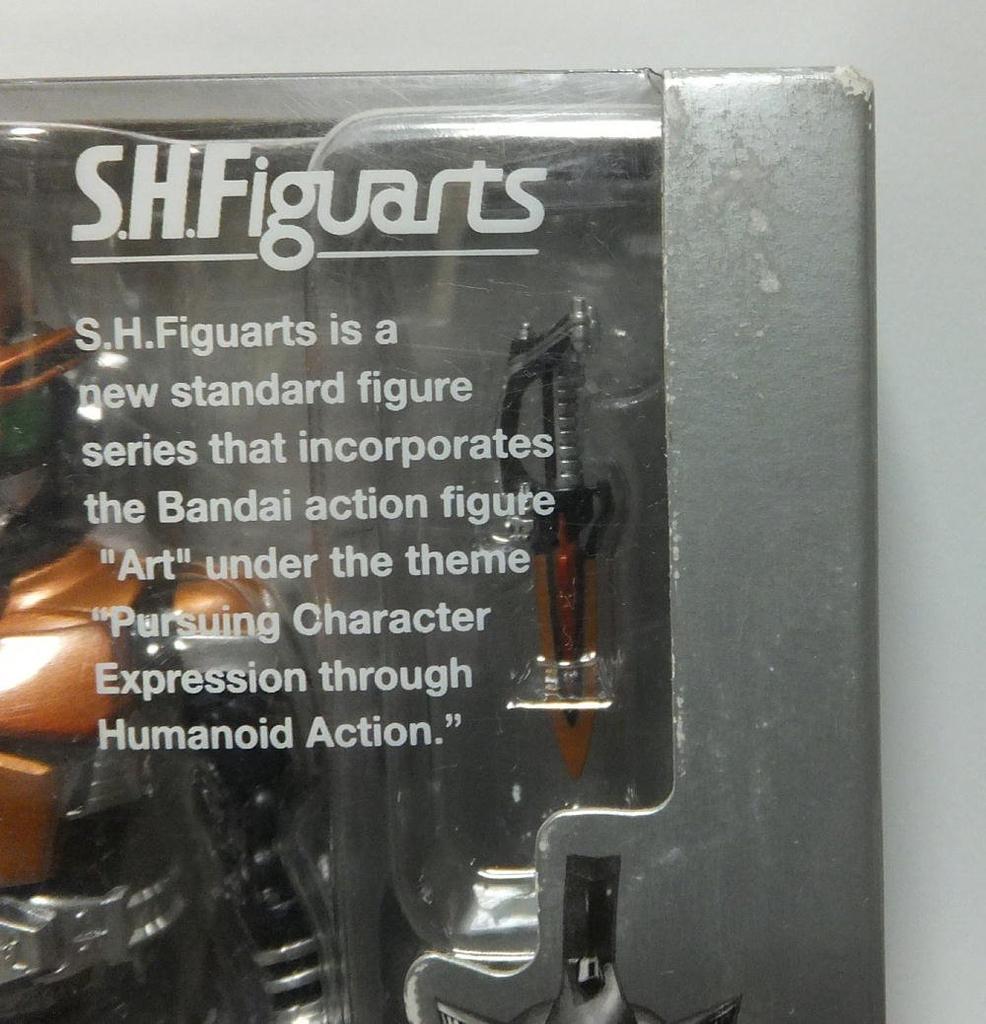 S.H.Figuarts
S.H.Figuarts is a
new standard figure
series that incorporates
the Bandai action figure
"Art" under the theme
“Pursuing Character
Expression through
Humanoid Action.”